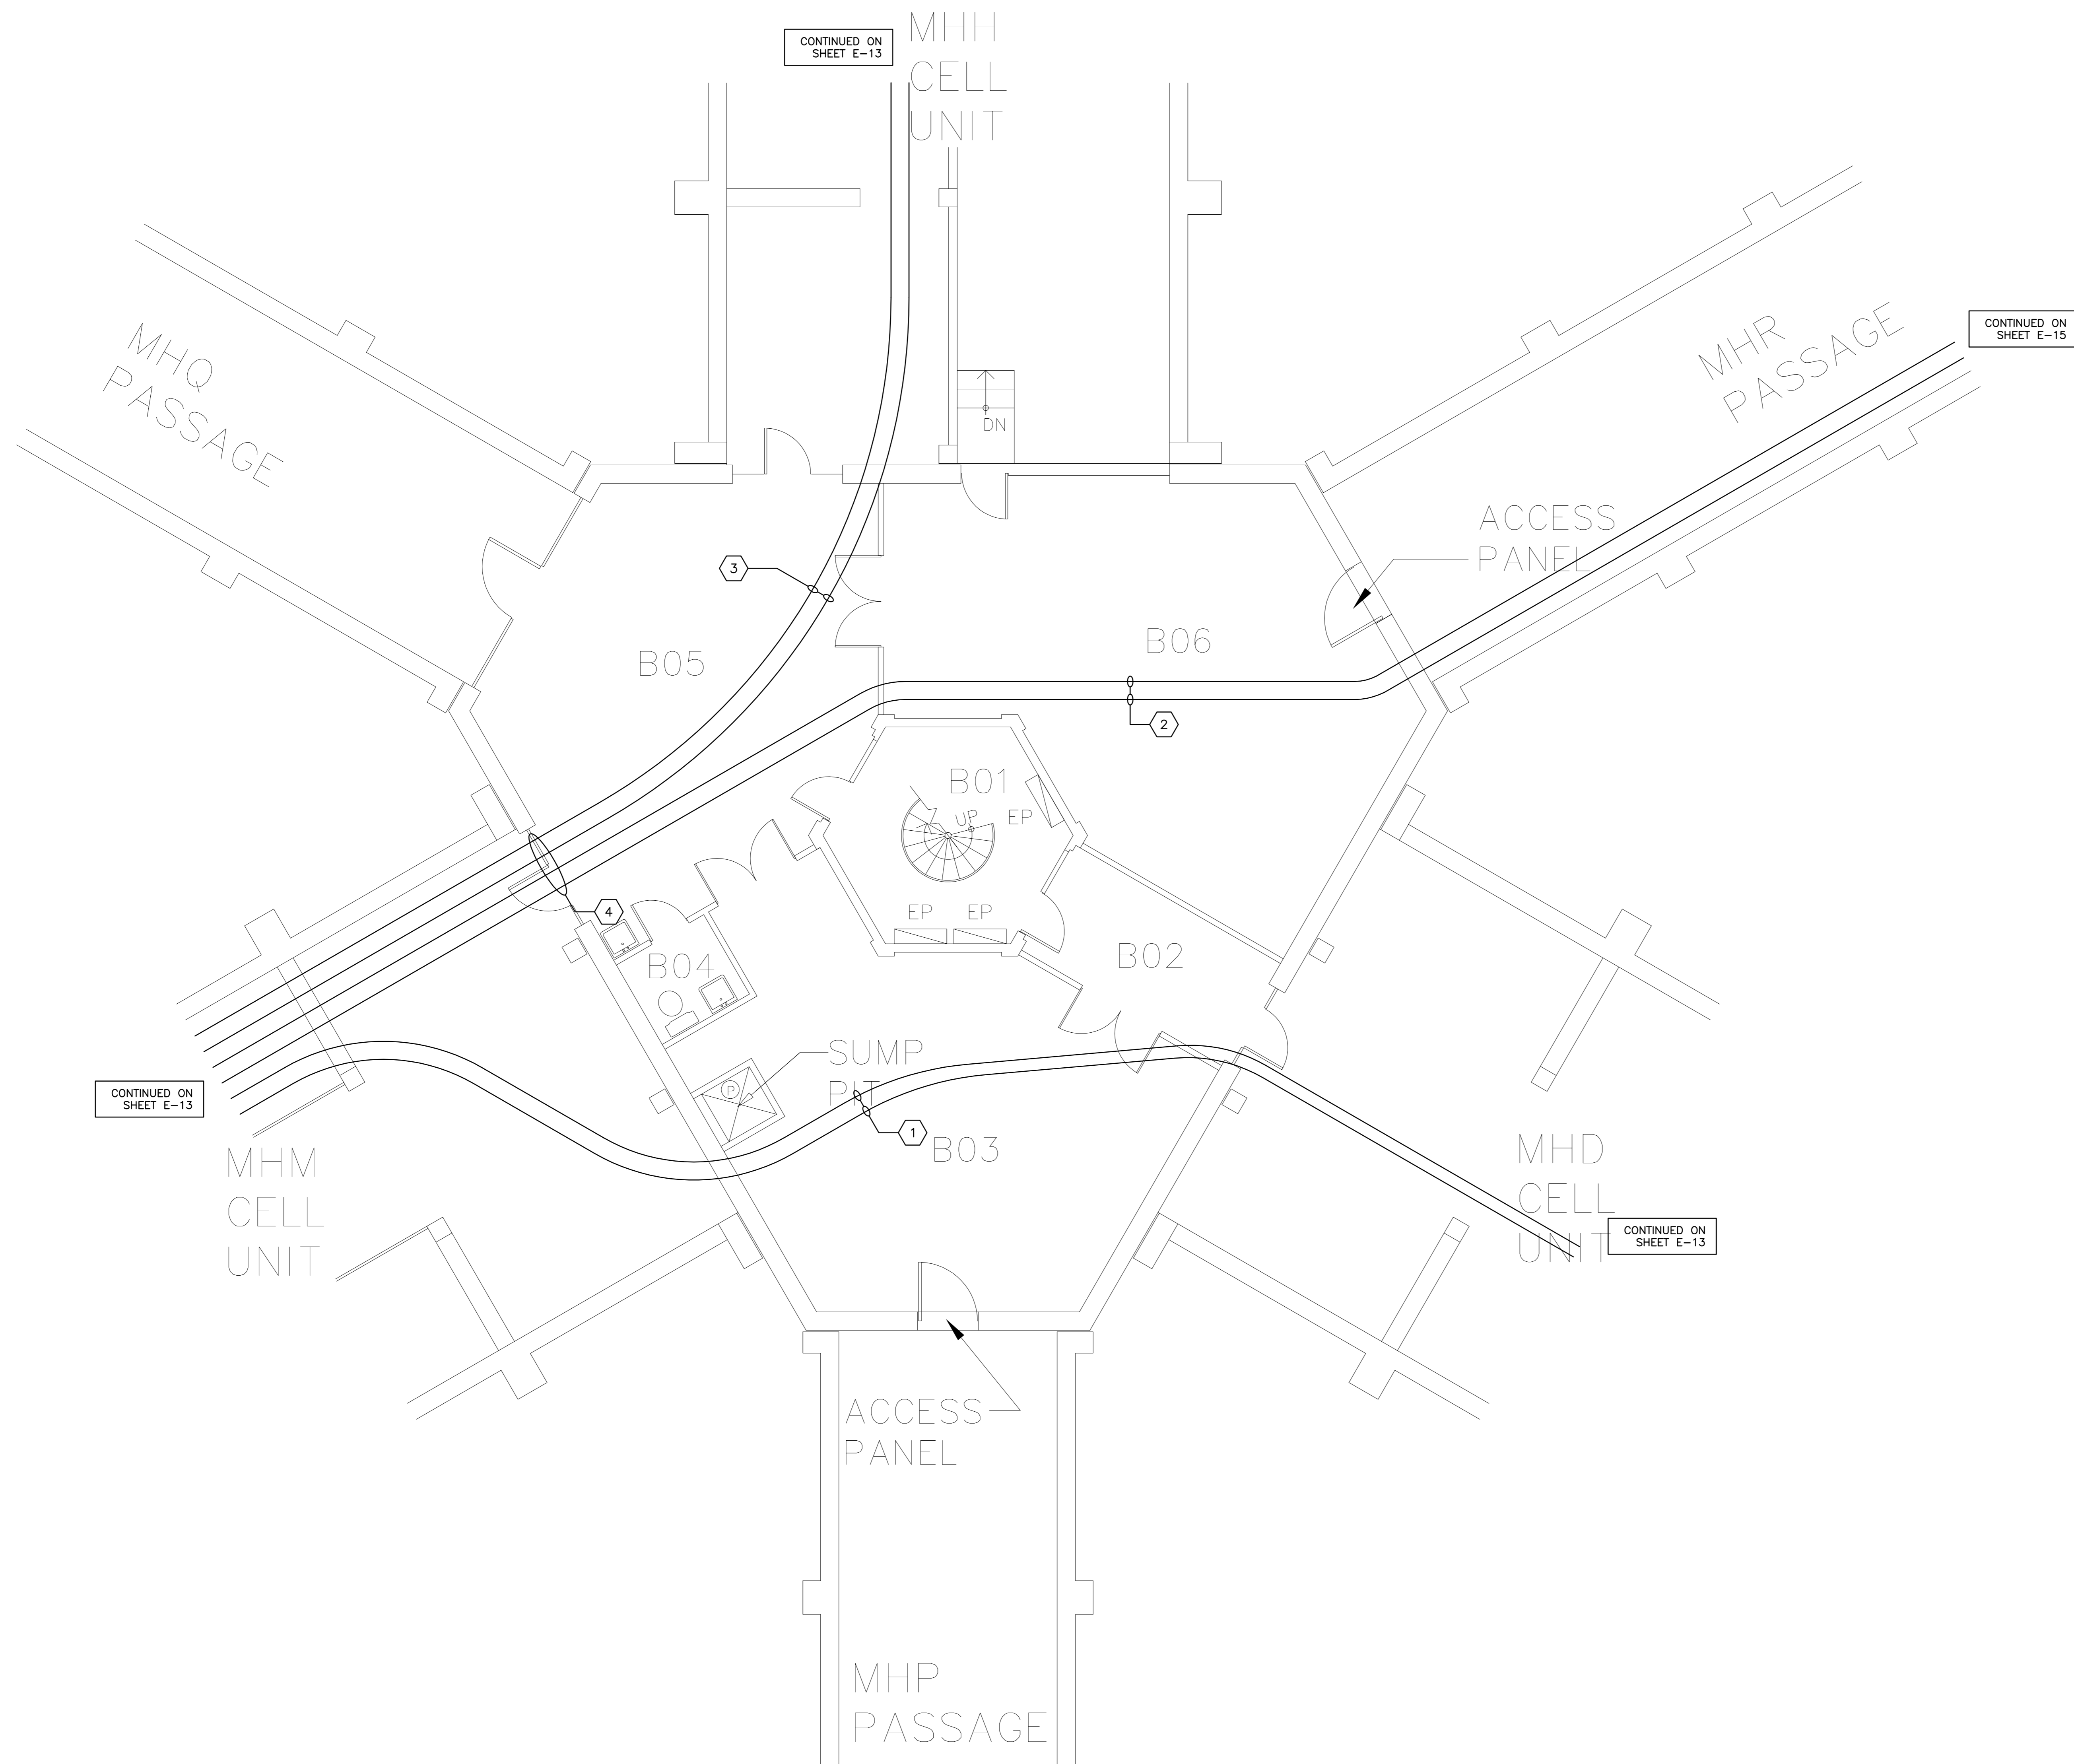 CONTINUED ON
SHEET E-13
MHH
CELL
UNIT
MHQ
PASSAGE
MHR
PASSAGE
CONTINUED ON
SHEET E-15
DN
ACCESS
PANEL
3
B05
B06
2
B01
UP
EP
EP
EP
4
B04
B02
SUMP
PIT
P
1
B03
CONTINUED ON
SHEET E-13
MHM
CELL
UNIT
MHD
CELL
UNIT
CONTINUED ON
SHEET E-13
ACCESS
PANEL
MHP
PASSAGE